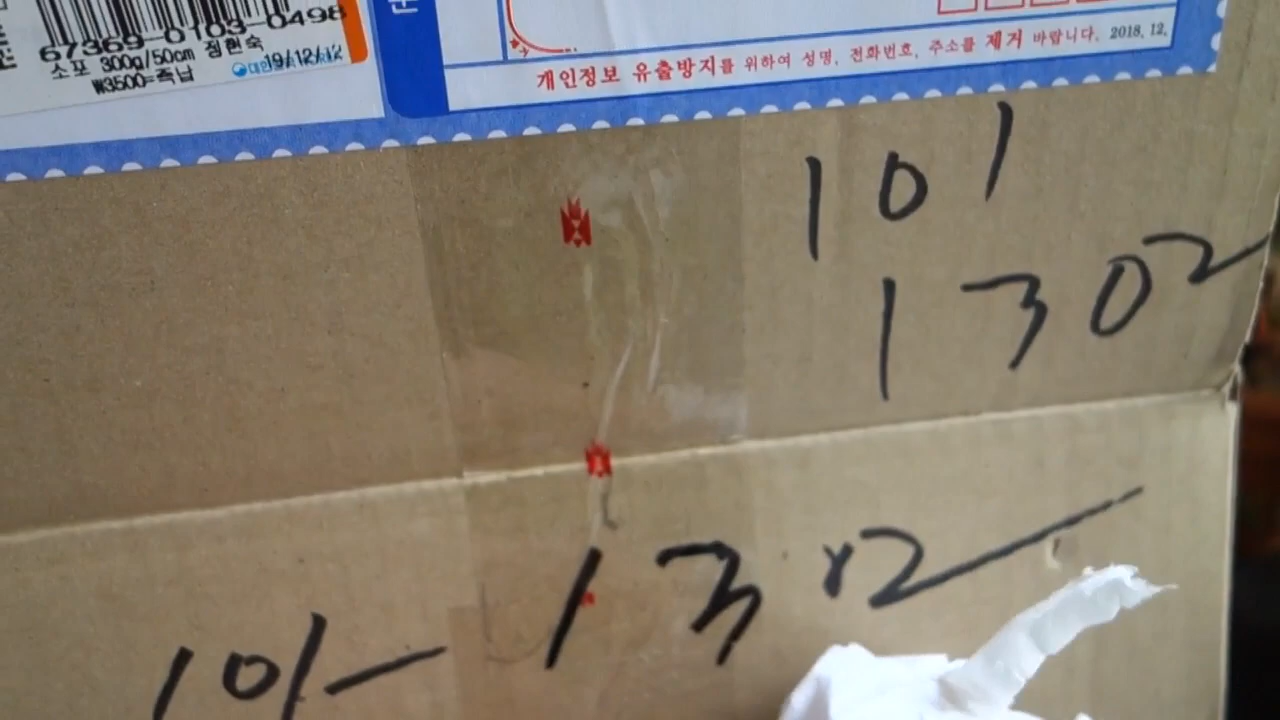 67369-0103-0498
소포 300g/50cm 정현숙
₩3500=즉납
19/12/12
개인정보 유출방지를 위하여 성명, 전화번호, 주소를 제거 바랍니다. 2018. 12.
101
1302
101-1302